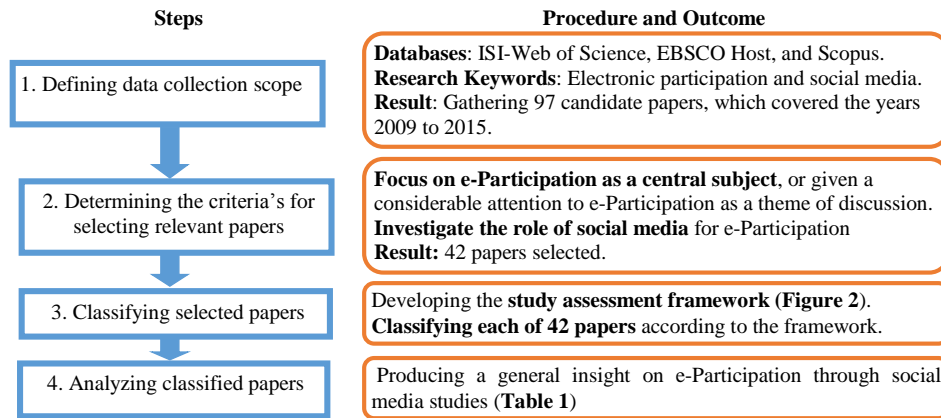 Steps
Procedure and Outcome
1. Defining data collection scope
Databases: ISI-Web of Science, EBSCO Host, and Scopus.
Research Keywords: Electronic participation and social media.
Result: Gathering 97 candidate papers, which covered the years
2009 to 2015.
2. Determining the criteria's for
selecting relevant papers
Focus on e-Participation as a central subject, or given a
considerable attention to e-Participation as a theme of discussion.
Investigate the role of social media for e-Participation
Result: 42 papers selected.
3. Classifying selected papers
Developing the study assessment framework (Figure 2).
Classifying each of 42 papers according to the framework.
4. Analyzing classified papers
Producing a general insight on e-Participation through social
media studies (Table 1)